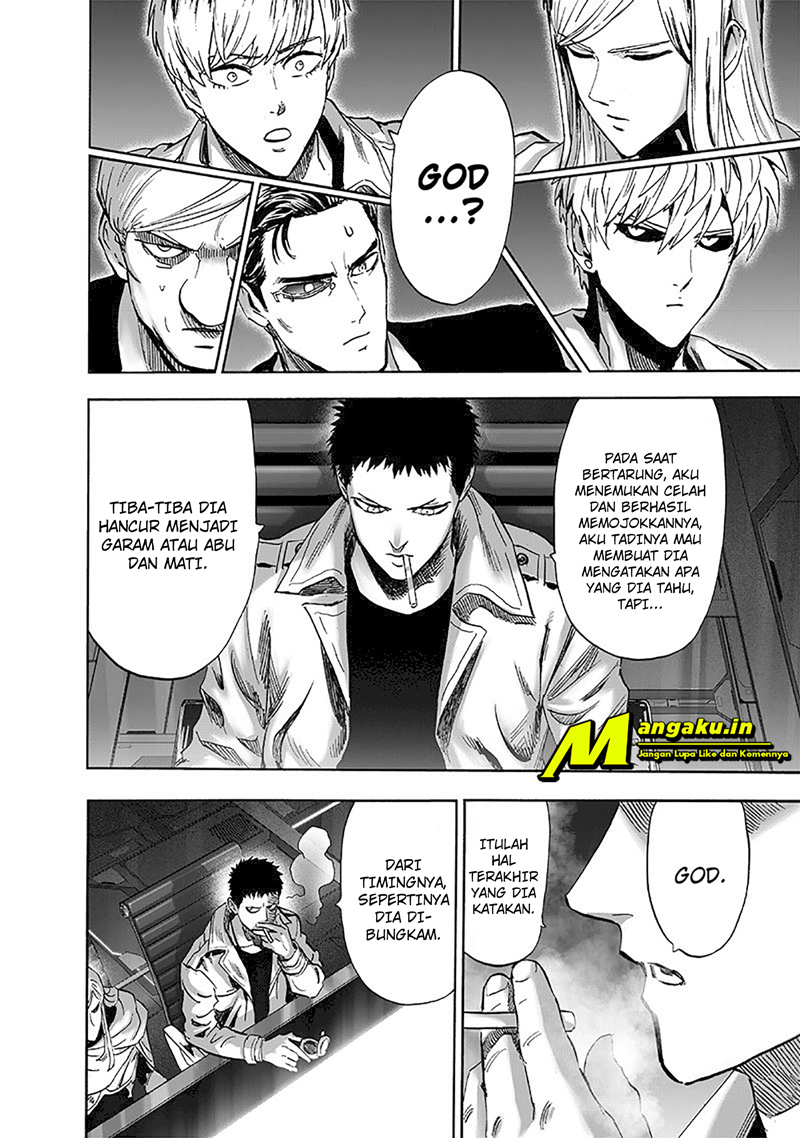 GOD
...?
PADA SAAT
BERTARUNG, AKU
MENEMUKAN CELAH
DAN BERHASIL
MEMOJOKKANNYA,
AKU TADINYA MAU
MEMBUAT DIA
MENGATAKAN APA
YANG DIA TAHU,
TAPI...
TIBA-TIBA DIA
HANCUR MENJADI
GARAM ATAU ABU
DAN MATI.
Mangaku.in
Jangan Lupa Like dan Komennya
GOD.
ITULAH
HAL
TERAKHIR
YANG DIA
KATAKAN.
DARI
TIMINGNYA,
SEPERTINYA
DIA DI-
BUNGKAM.